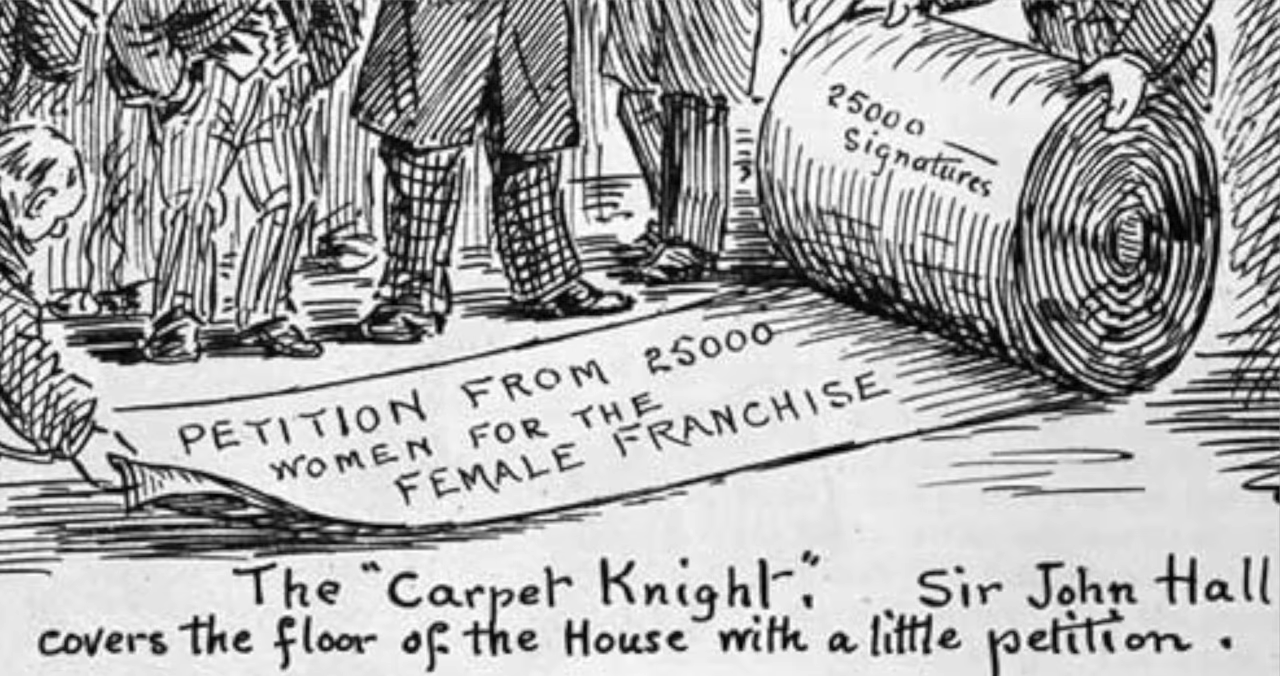 25000
Signatures
PETITION FROM 25000
WOMEN FOR THE
FEMALE FRANCHISE
The "Carpet Knight". Sir John Hall
covers the floor of the House with a little petition.